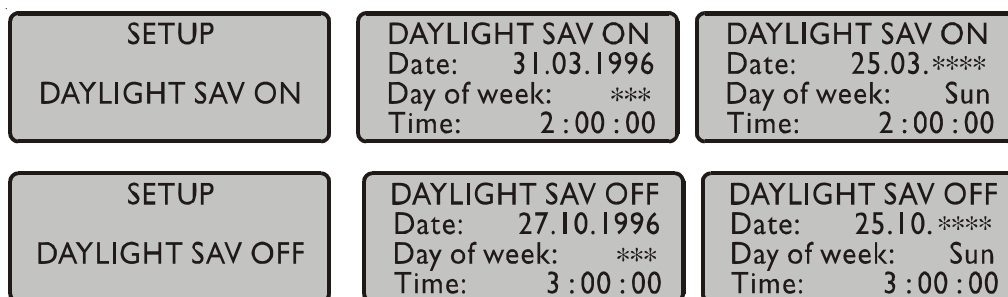 SETUP
DAYLIGHT SAV ON
DAYLIGHT SAV ON
Date: 31.03.1996
Day of week: ***
Time: 2:00:00
DAYLIGHT SAV ON
Date: 25.03.****
Day of week: Sun
Time: 2:00:00
SETUP
DAYLIGHT SAV OFF
DAYLIGHT SAV OFF
Date: 27.10.1996
Day of week: ***
Time: 3:00:00
DAYLIGHT SAV OFF
Date: 25.10.****
Day of week: Sun
Time: 3:00:00